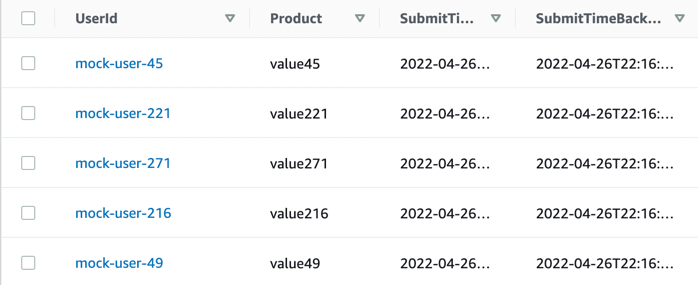 UserId Product SubmitTi... SubmitTimeBack...
mock-user-45 value45 2022-04-26... 2022-04-26T22:16:...
mock-user-221 value221 2022-04-26... 2022-04-26T22:16:...
mock-user-271 value271 2022-04-26... 2022-04-26T22:16:...
mock-user-216 value216 2022-04-26... 2022-04-26T22:16:...
mock-user-49 value49 2022-04-26... 2022-04-26T22:16:...